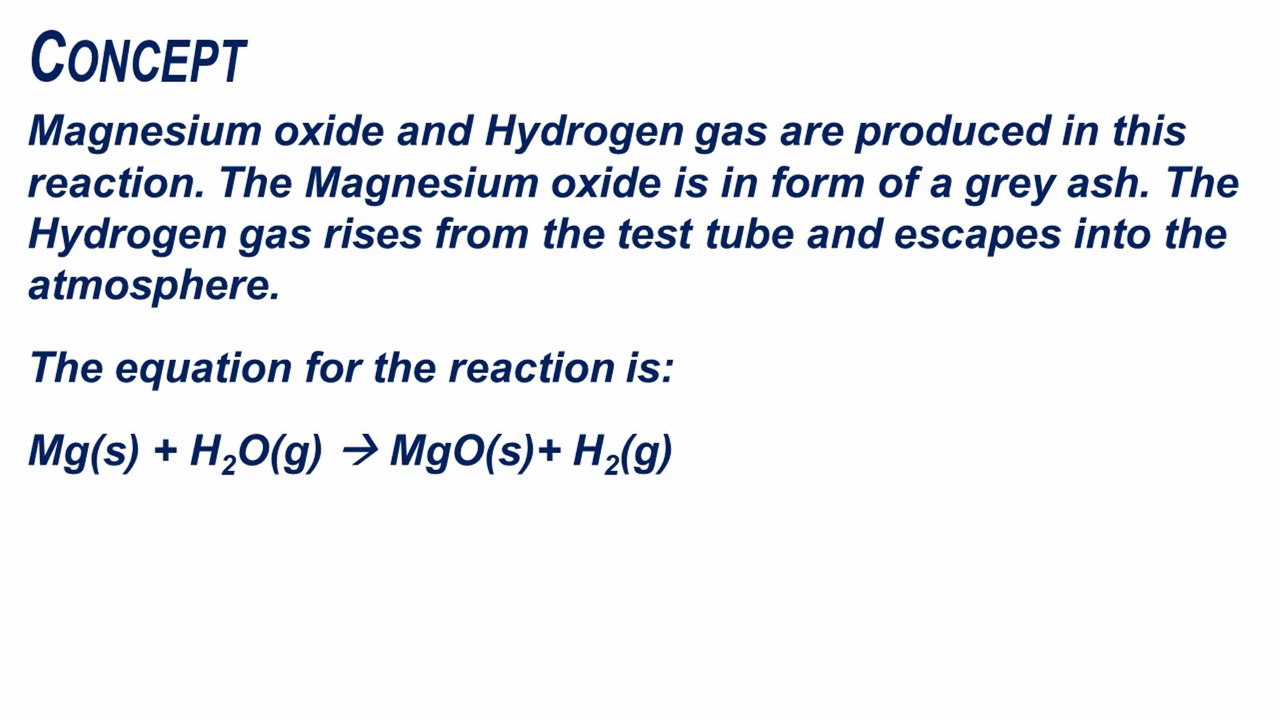 CONCEPT
Magnesium oxide and Hydrogen gas are produced in this
reaction. The Magnesium oxide is in form of a grey ash. The
Hydrogen gas rises from the test tube and escapes into the
atmosphere.
The equation for the reaction is:
Mg(s) + H₂O(g) → MgO(s)+ H₂(g)